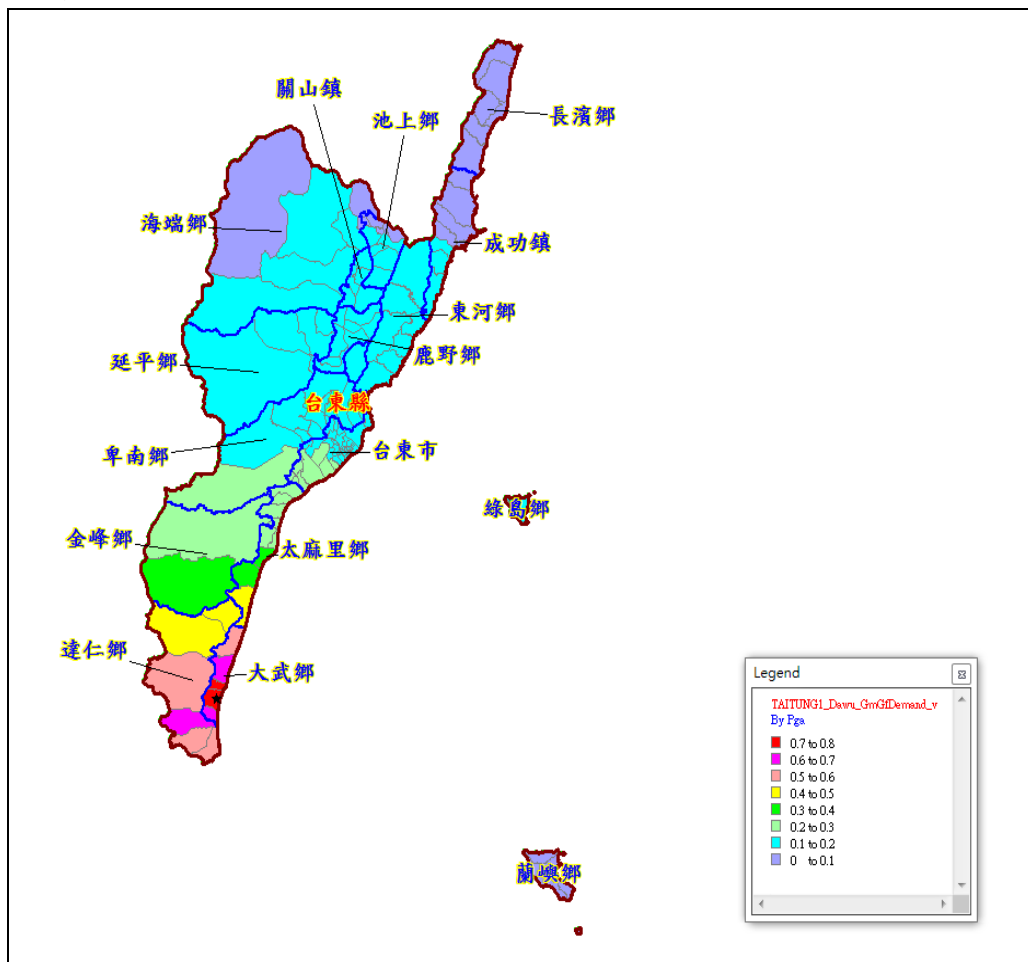 關山鎮
池上鄉
長濱鄉
海端鄉
成功鎮
東河鄉
鹿野鄉
延平鄉
台東縣
卑南鄉
台東市
綠島鄉
金峰鄉
太麻里鄉
達仁鄉
大武鄉
蘭嶼鄉
Legend
TAITUNG1_Dawu_GmGfDemand_v
By Pga
0.7 to 0.8
0.6 to 0.7
0.5 to 0.6
0.4 to 0.5
0.3 to 0.4
0.2 to 0.3
0.1 to 0.2
0 to 0.1